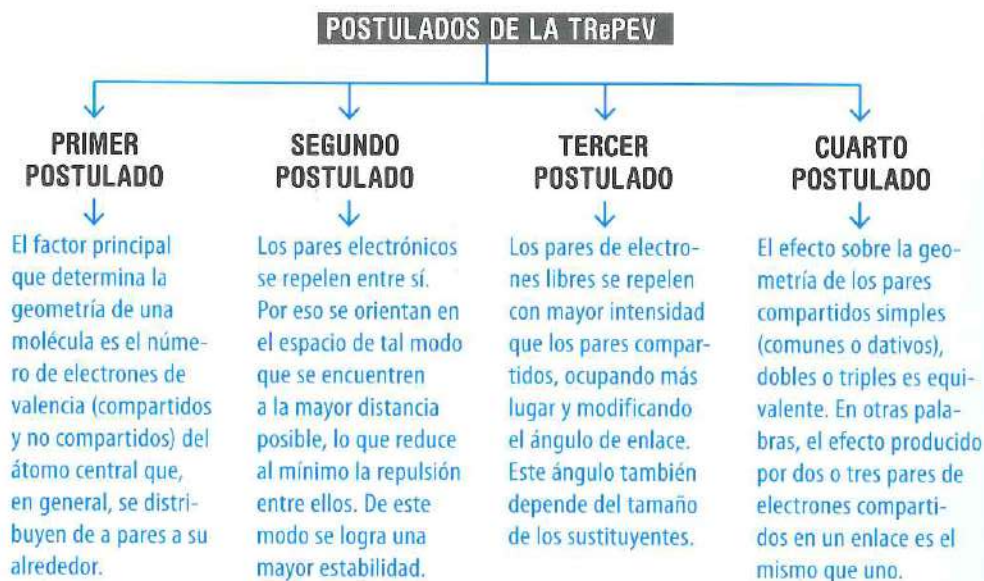 POSTULADOS DE LA TRePEV
PRIMER
POSTULADO
El factor principal
que determina la
geometría de una
molécula es el núme-
ro de electrones de
valencia (compartidos
y no compartidos) del
átomo central que,
en general, se distri-
buyen de a pares a su
alrededor.
SEGUNDO
POSTULADO
Los pares electrónicos
se repelen entre sí.
Por eso se orientan en
el espacio de tal modo
que se encuentren
a la mayor distancia
posible, lo que reduce
al mínimo la repulsión
entre ellos. De este
modo se logra una
mayor estabilidad.
TERCER
POSTULADO
Los pares de electro-
nes libres se repelen
con mayor intensidad
que los pares compar-
tidos, ocupando más
lugar y modificando
el ángulo de enlace.
Este ángulo también
depende del tamaño
de los sustituyentes.
CUARTO
POSTULADO
El efecto sobre la geo-
metría de los pares
compartidos simples
(comunes o dativos),
dobles o triples es equi-
valente. En otras pala-
bras, el efecto producido
por dos o tres pares de
electrones comparti-
dos en un enlace es el
mismo que uno.